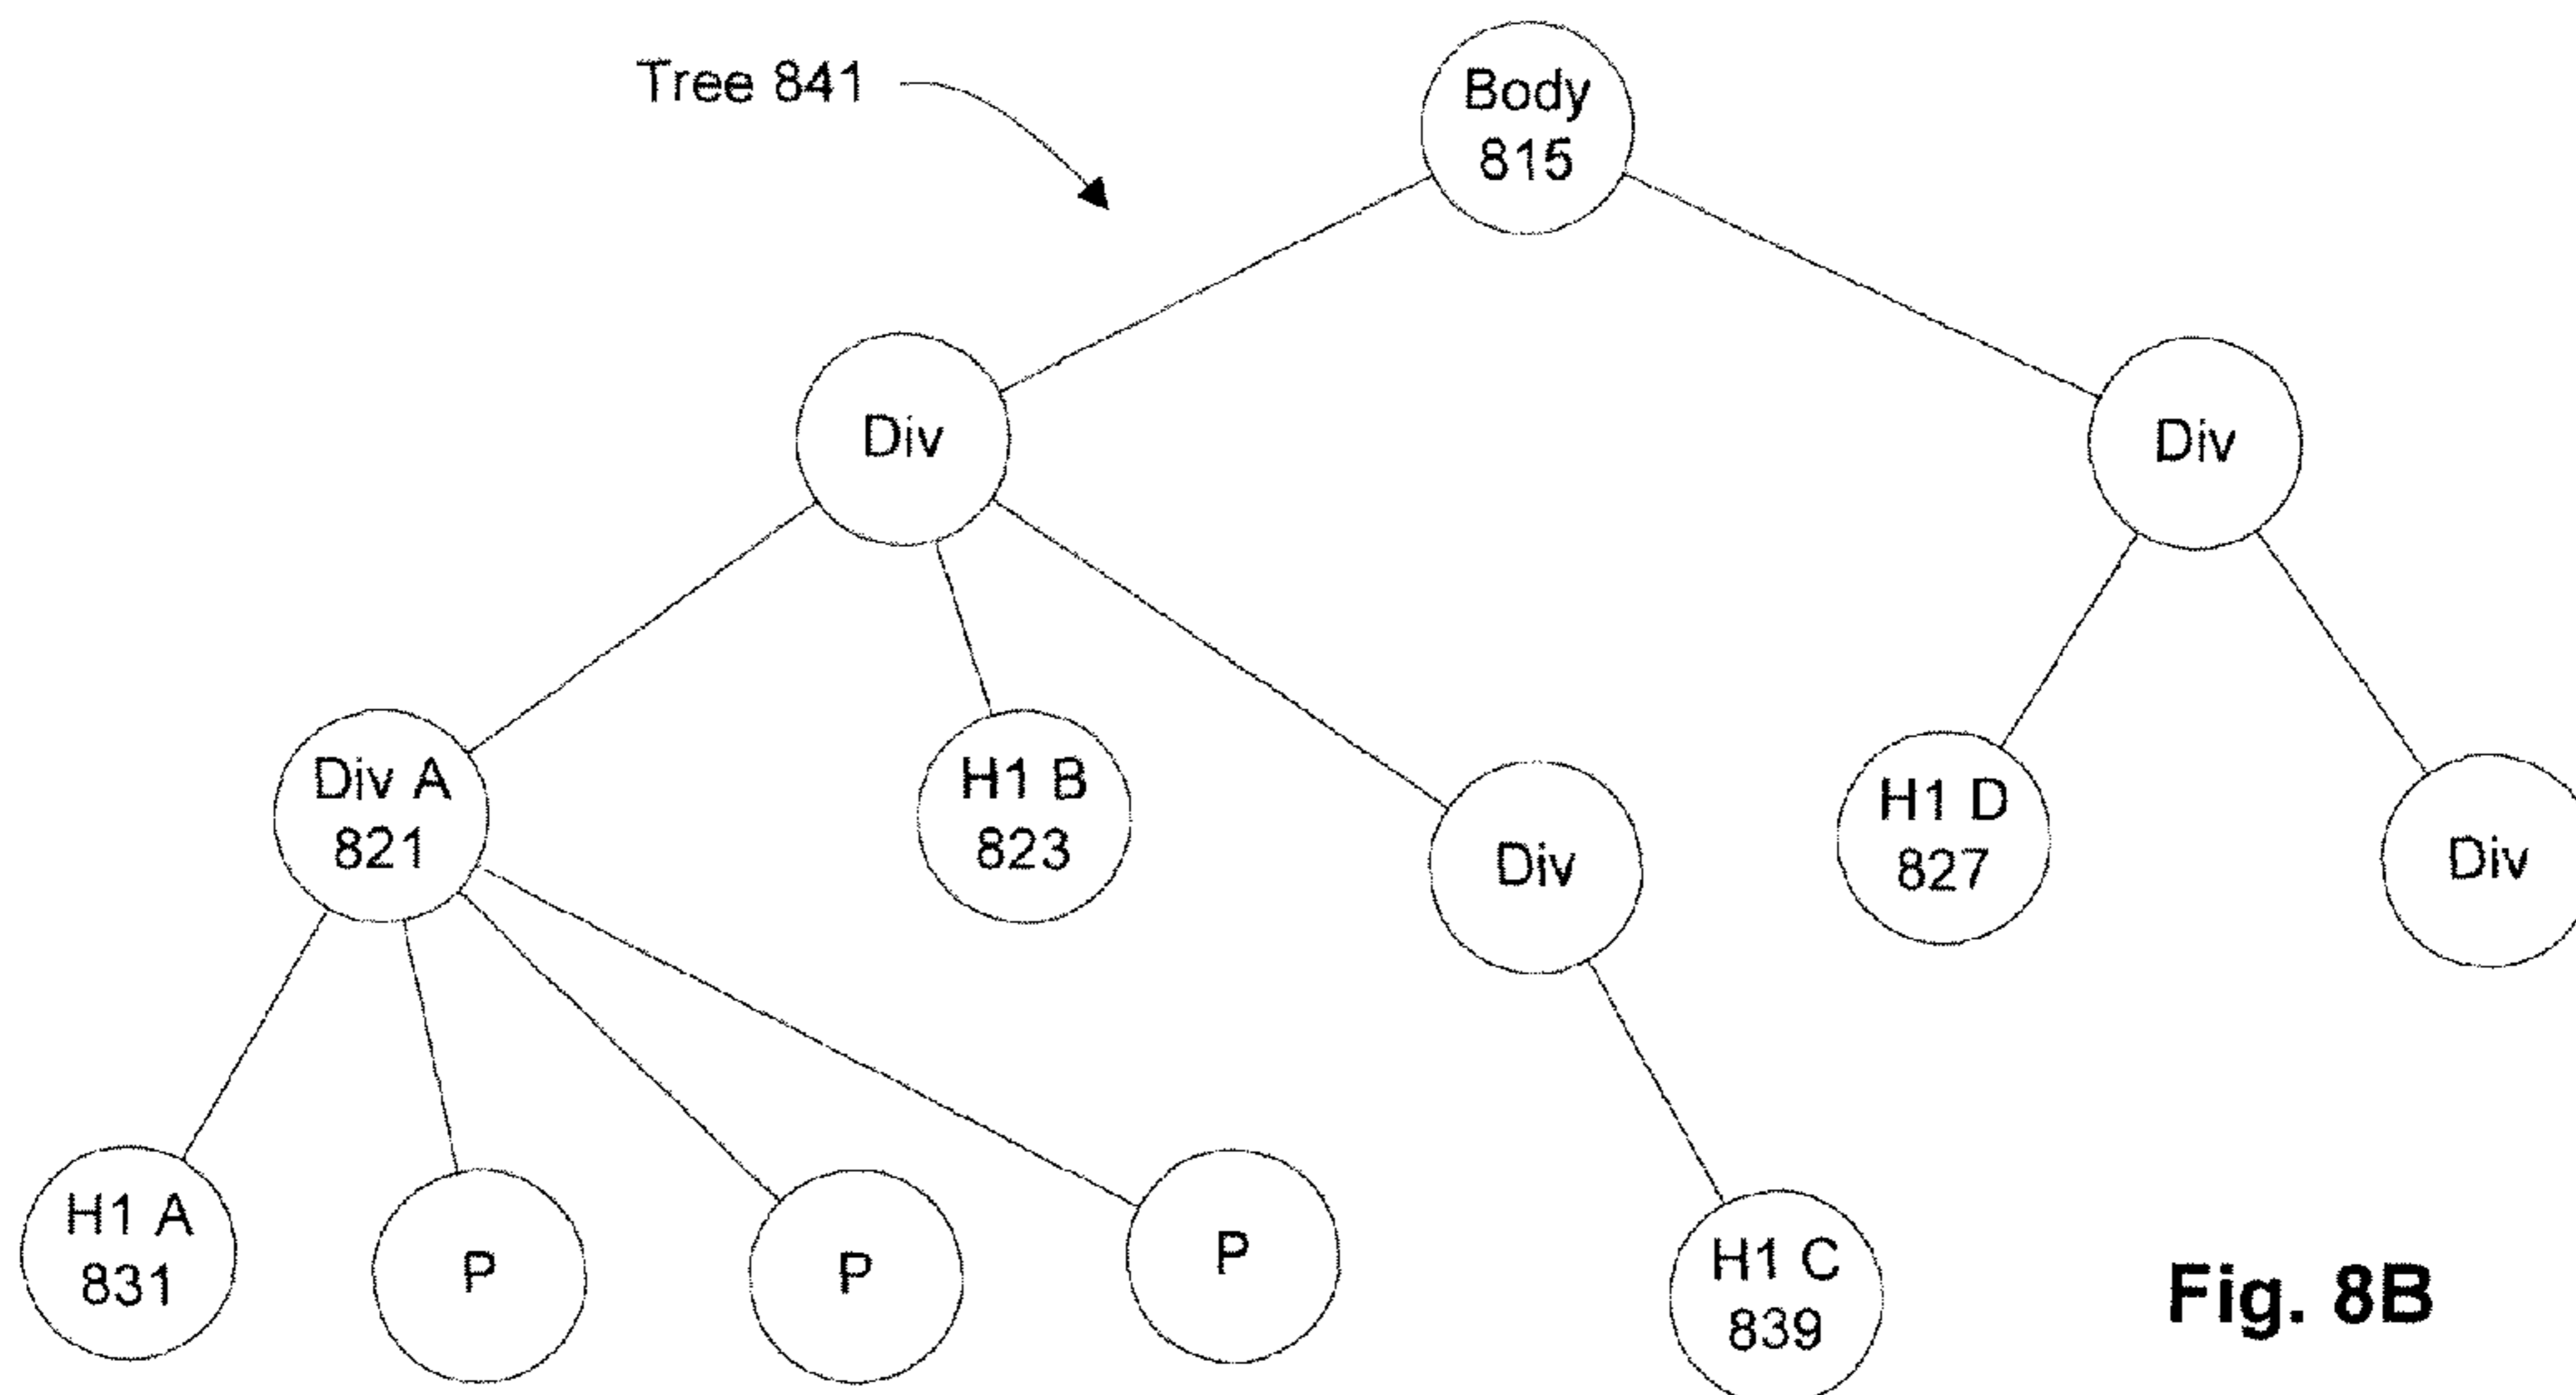 Tree 841
Body
815
Div
Div
Div A
821
H1 B
823
Div
H1 D
827
Div
H1 A
831
P
P
P
H1 C
839
Fig. 8B